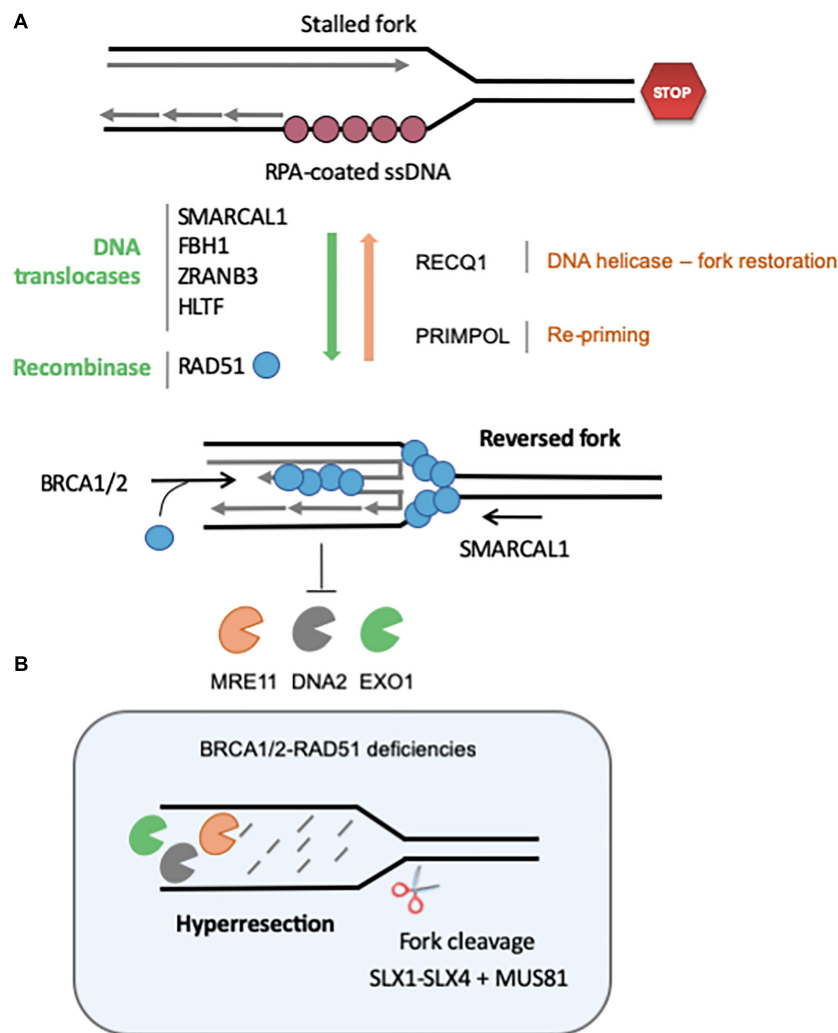 A
Stalled fork
STOP
RPA-coated ssDNA
DNA
translocases
SMARCAL1
FBH1
ZRANB3
HLTF
RECQ1
DNA helicase – fork restoration
PRIMPOL
Re-priming
Recombinase
RAD51
Reversed fork
BRCA1/2
SMARCAL1
MRE11
DNA2
EXO1
B
BRCA1/2-RAD51 deficiencies
Hyperresection
Fork cleavage
SLX1-SLX4 + MUS81